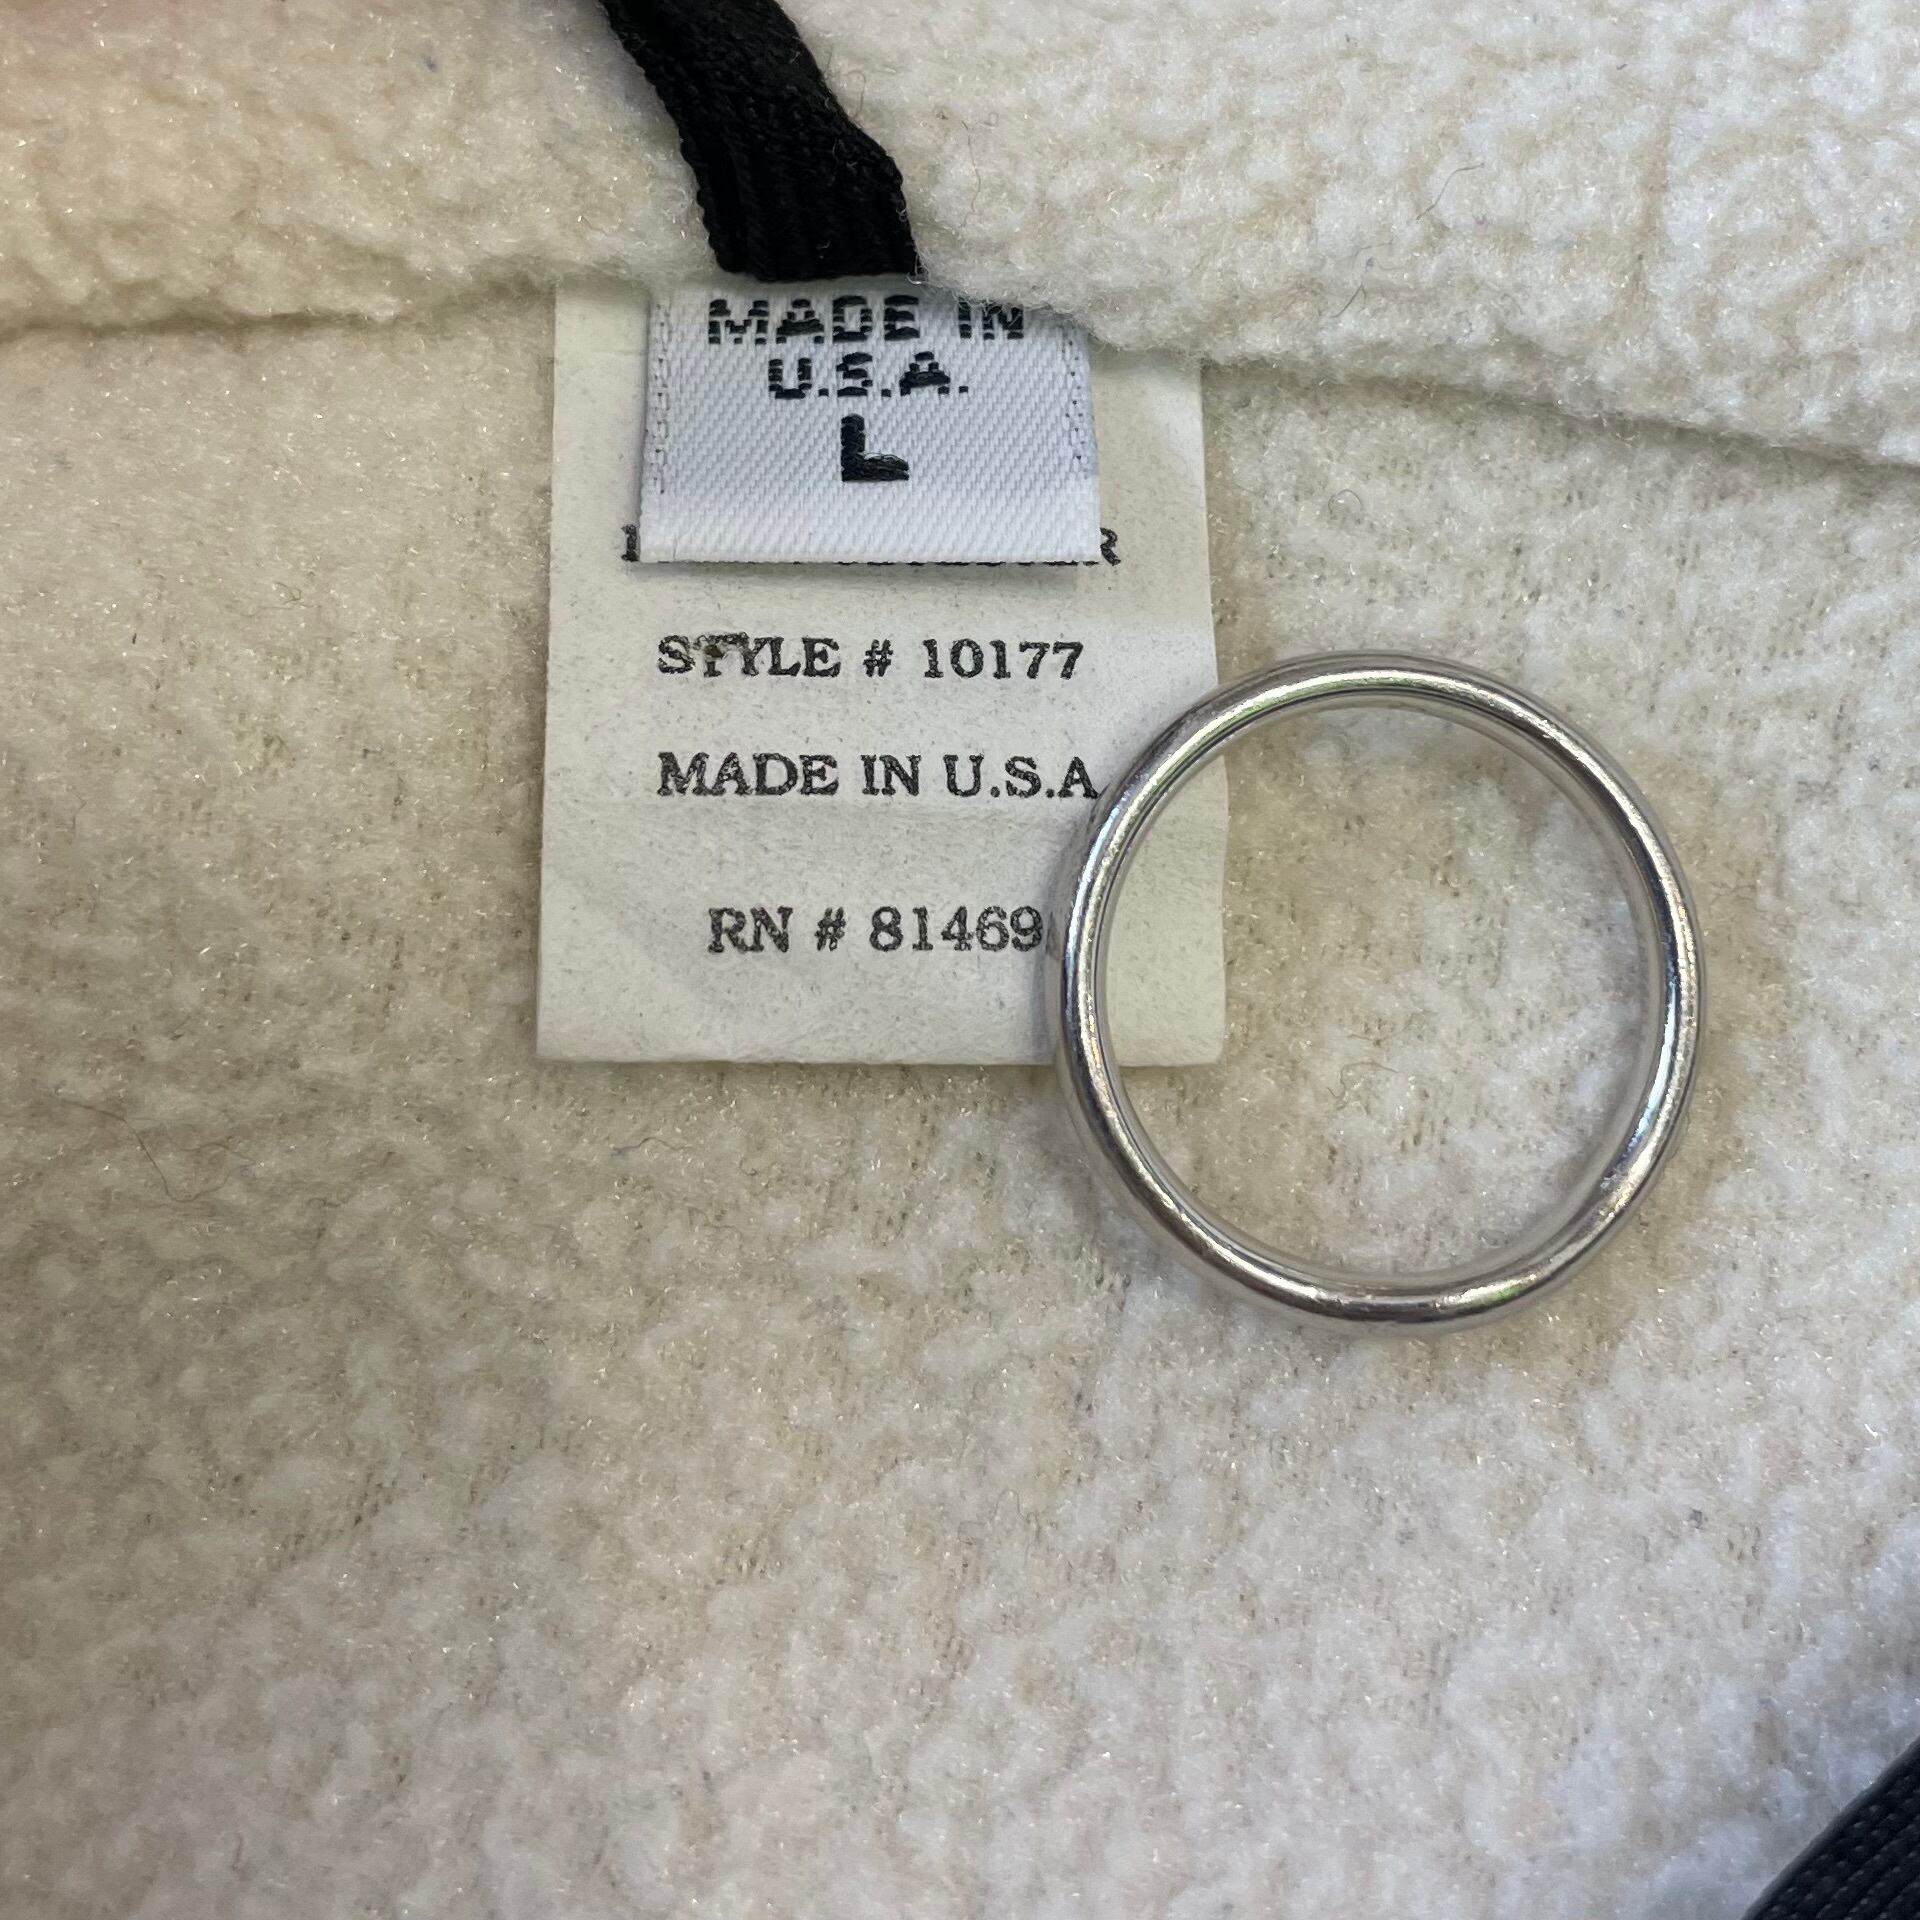 MADE IN
U.S.A.
L
STYLE # 10177
MADE IN U.S.A
RN # 81469